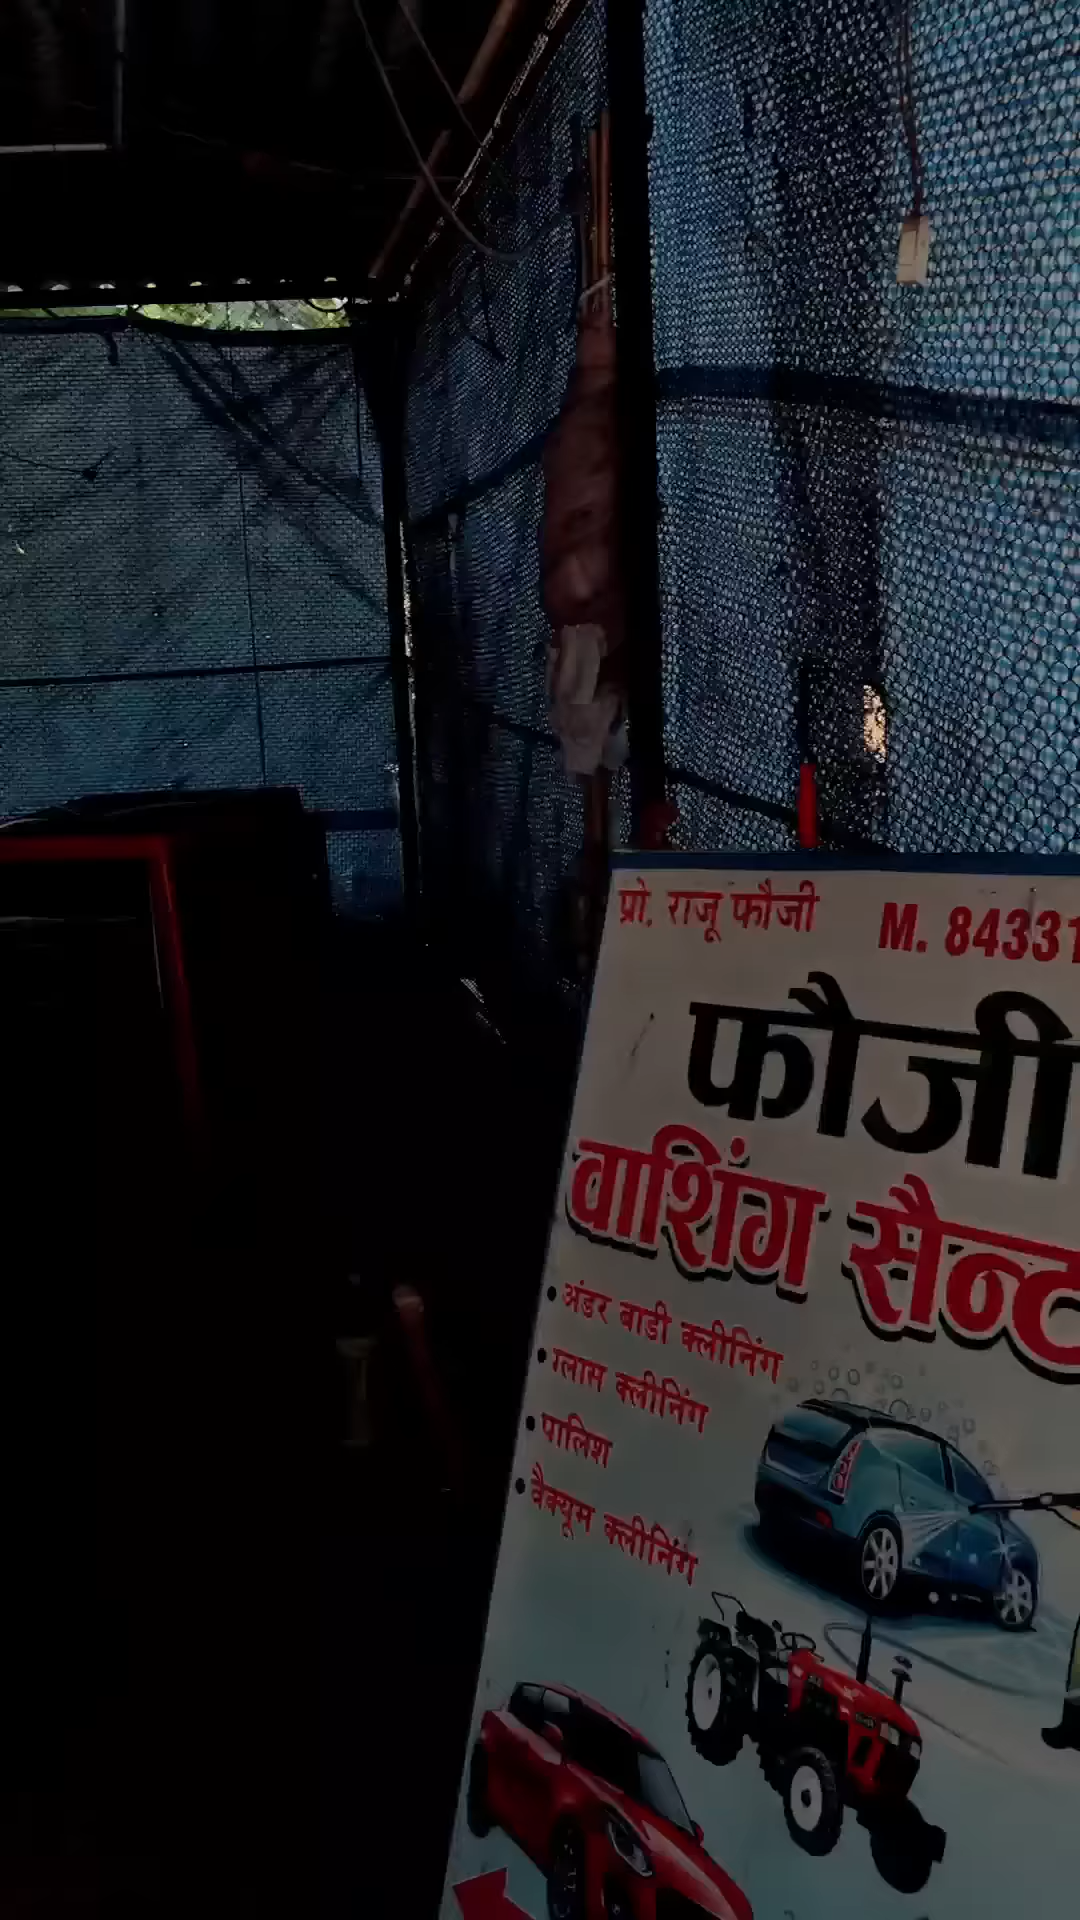 प्रो. राजू फौजी M. 84331
फौजी
वाशिंग सैन्ट
• अंडर बाडी क्लीनिंग
• ग्लास क्लीनिंग
• पालिश
• वैक्यूम क्लीनिंग